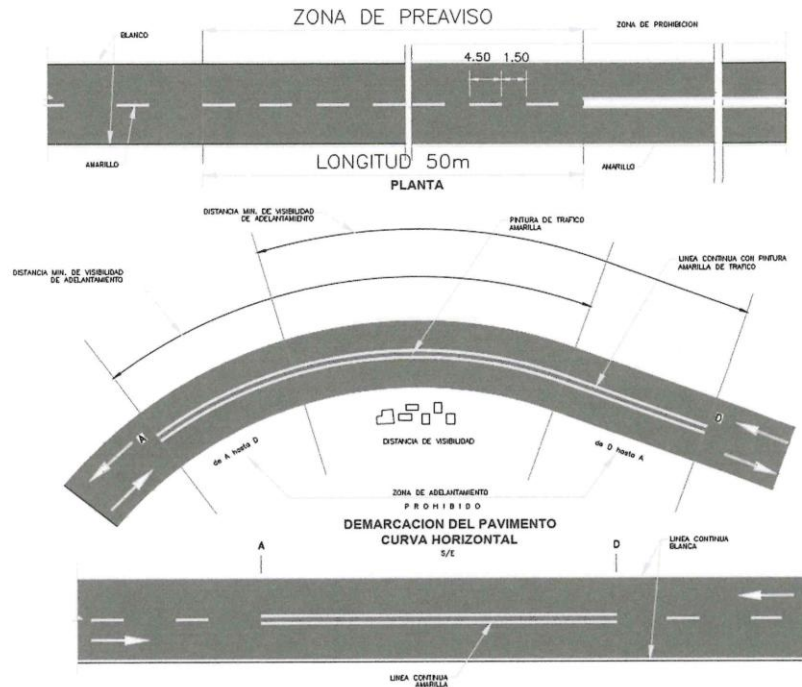 ZONA DE PREAVISO
BLANCO
ZONA DE PROHIBICION
4.50 1.50
AMARILLO
LONGITUD 50m
AMARILLO
PLANTA
DISTANCIA MIN. DE VISIBILIDAD
DE ADELANTAMIENTO
PINTURA DE TRAFICO
AMARILLA
DISTANCIA MIN. DE VISIBILIDAD
DE ADELANTAMIENTO
LINEA CONTINUA CON PINTURA
AMARILLA DE TRAFICO
A
D
DISTANCIA DE VISIBILIDAD
de A hasta D
de D hasta A
ZONA DE ADELANTAMIENTO
PROHIBIDO
DEMARCACION DEL PAVIMENTO
CURVA HORIZONTAL
S/E
A
D
LINEA CONTINUA
BLANCA
LINEA CONTINUA
AMARILLA